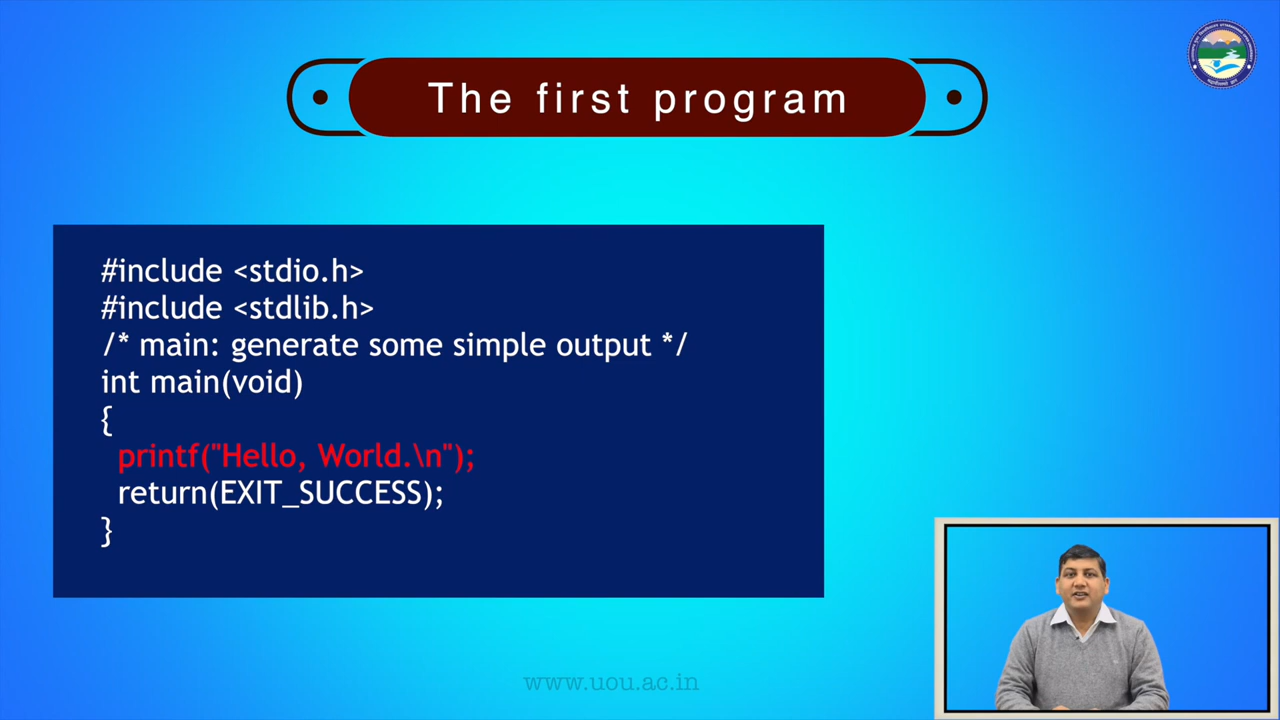 The first program
#include <stdio.h>
#include <stdlib.h>
/* main: generate some simple output */
int main(void)
{
printf("Hello, World.\n");
return(EXIT_SUCCESS);
}
www.uou.ac.in